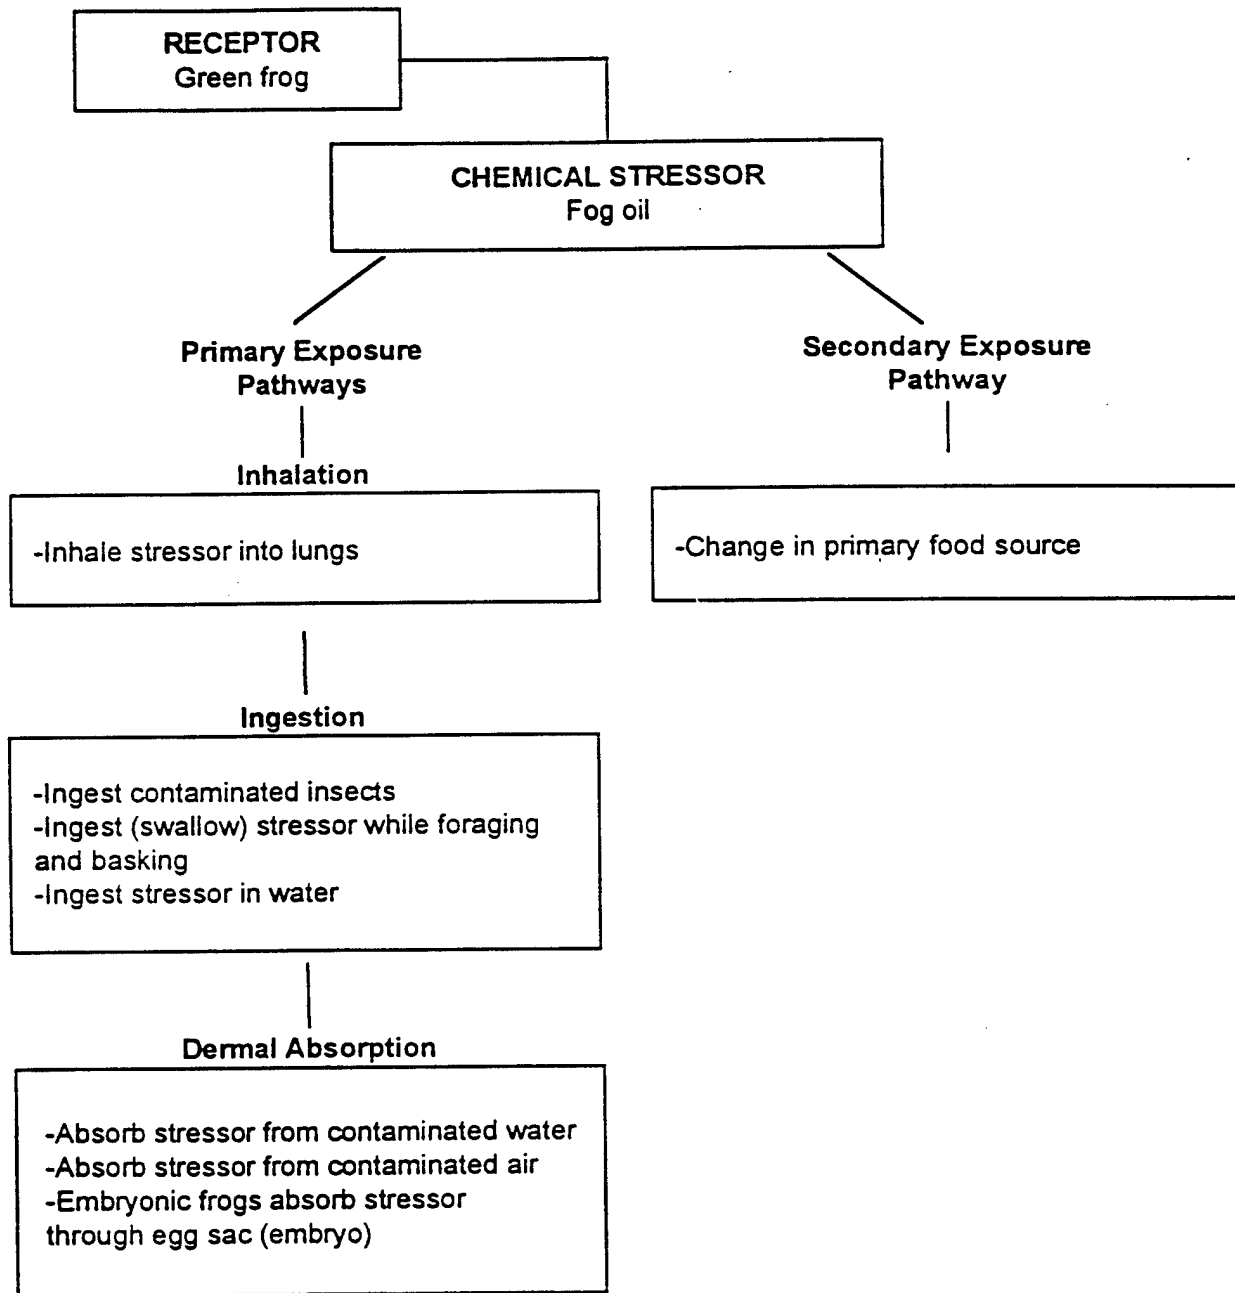 RECEPTOR
Green frog
CHEMICAL STRESSOR
Fog oil
Primary Exposure
Pathways
Inhalation
-Inhale stressor into lungs
Ingestion
-Ingest contaminated insects
-Ingest (swallow) stressor while foraging
and basking
-Ingest stressor in water
Dermal Absorption
-Absorb stressor from contaminated water
-Absorb stressor from contaminated air
-Embryonic frogs absorb stressor
through egg sac (embryo)
Secondary Exposure
Pathway
-Change in primary food source